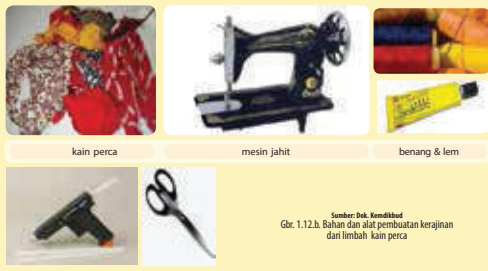 kain perca
mesin jahit
benang & lem
Sumber: Dok. Kemdikbud
Gbr. 1.12.b. Bahan dan alat pembuatan kerajinan
dari limbah kain perca